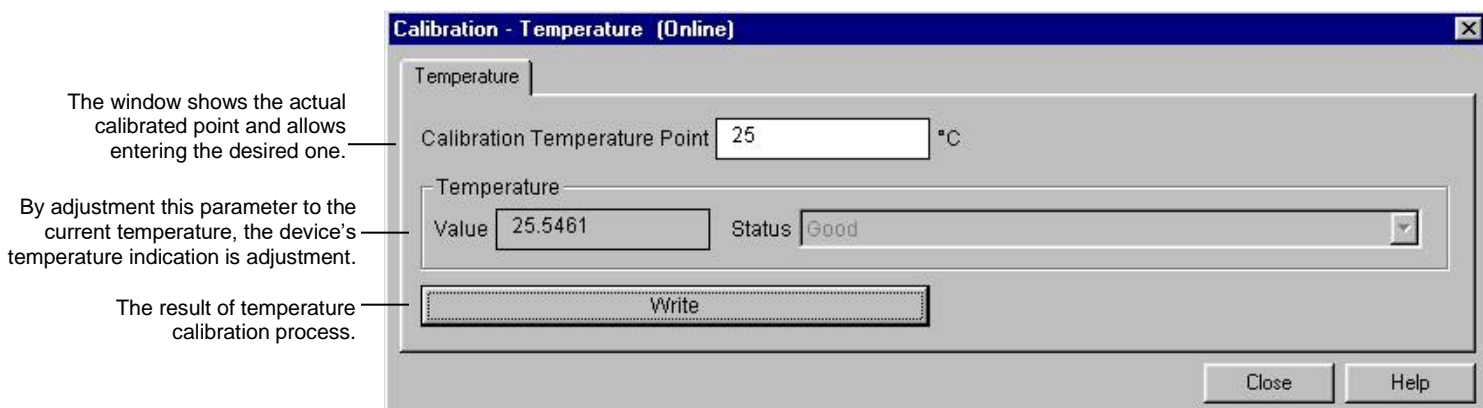 Calibration - Temperature (Online)
Temperature
The window shows the actual
calibrated point and allows
entering the desired one.
Calibration Temperature Point 25 °C
Temperature
By adjustment this parameter to the
current temperature, the device's
temperature indication is adjustment.
Value 25.5461 Status Good
The result of temperature
calibration process.
Write
Close Help